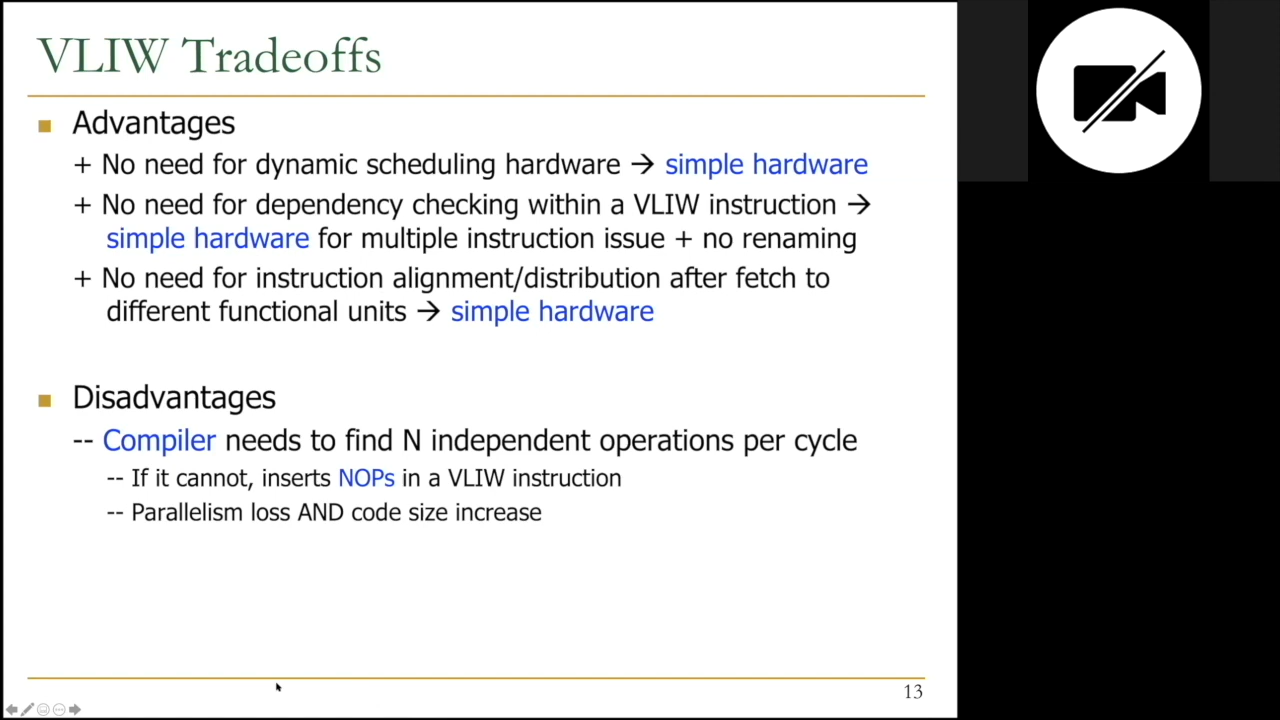 VLIW Tradeoffs
Advantages
+ No need for dynamic scheduling hardware → simple hardware
+ No need for dependency checking within a VLIW instruction →
simple hardware for multiple instruction issue + no renaming
+ No need for instruction alignment/distribution after fetch to
different functional units → simple hardware
Disadvantages
-- Compiler needs to find N independent operations per cycle
-- If it cannot, inserts NOPs in a VLIW instruction
-- Parallelism loss AND code size increase
13